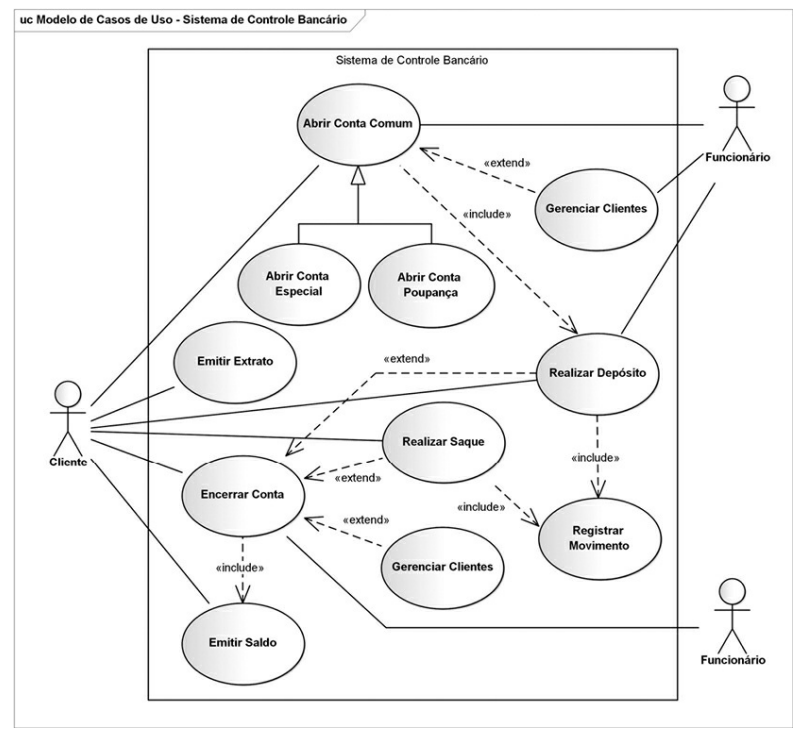 uc Modelo de Casos de Uso - Sistema de Controle Bancário
Sistema de Controle Bancário
Abrir Conta Comum
Funcionário
«extend»
Gerenciar Clientes
«include»
Abrir Conta
Especial
Abrir Conta
Poupança
Emitir Extrato
«extend»
Realizar Depósito
Cliente
Realizar Saque
«extend»
«include»
Encerrar Conta
«include»
«extend»
Registrar
Movimento
«include»
Gerenciar Clientes
Emitir Saldo
Funcionário